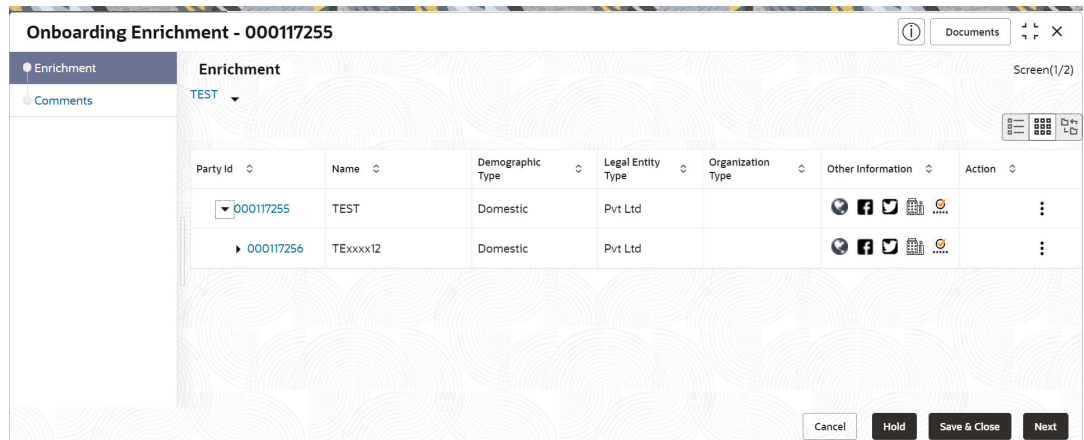 Onboarding Enrichment - 000117255
Documents
Enrichment
Comments
Enrichment
Screen(1/2)
TEST
Party Id Name Demographic Type Legal Entity Type Organization Type Other Information Action
000117255 TEST Domestic Pvt Ltd
000117256 TExxxx12 Domestic Pvt Ltd
Cancel Hold Save & Close Next